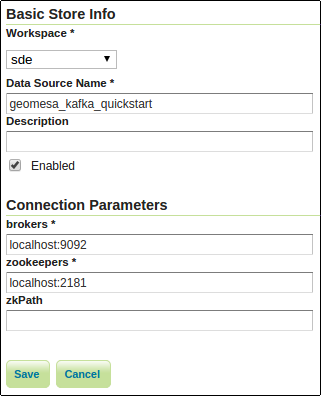 Basic Store Info
Workspace *
sde
Data Source Name *
geomesa_kafka_quickstart
Description
Enabled
Connection Parameters
brokers *
localhost:9092
zookeepers *
localhost:2181
zkPath
Save Cancel